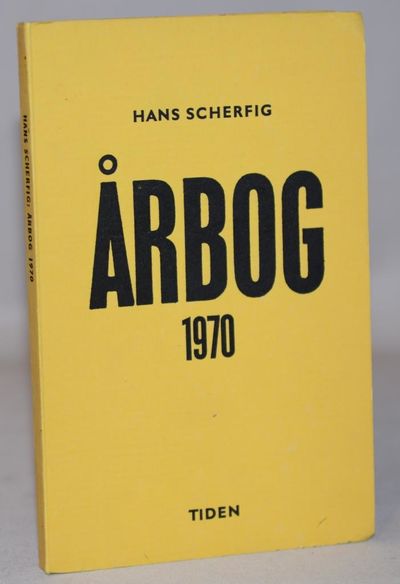 HANS SCHERFIG: ÅRBOG 1970
HANS SCHERFIG
ÅRBOG
1970
TIDEN